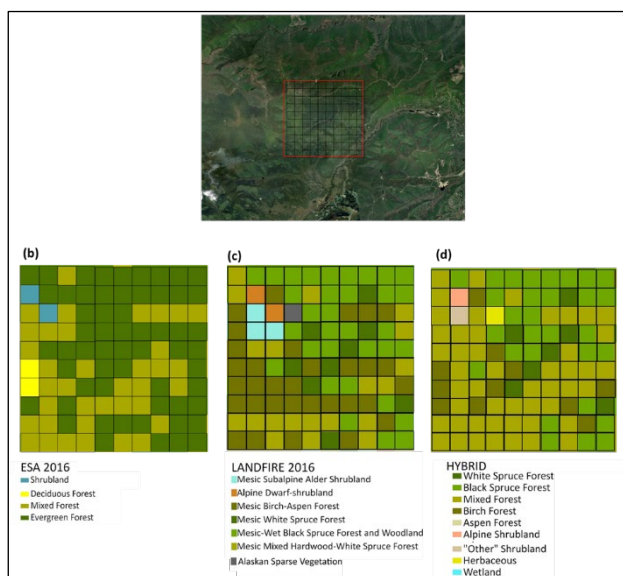 (b)
(c)
(d)
ESA 2016
Shrubland
Deciduous Forest
Mixed Forest
Evergreen Forest
LANDFIRE 2016
Mesic Subalpine Alder Shrubland
Alpine Dwarf-shrubland
Mesic Birch-Aspen Forest
Mesic White Spruce Forest
Mesic-Wet Black Spruce Forest and Woodland
Mesic Mixed Hardwood-White Spruce Forest
Alaskan Sparse Vegetation
HYBRID
White Spruce Forest
Black Spruce Forest
Mixed Forest
Birch Forest
Aspen Forest
Alpine Shrubland
"Other" Shrubland
Herbaceous
Wetland